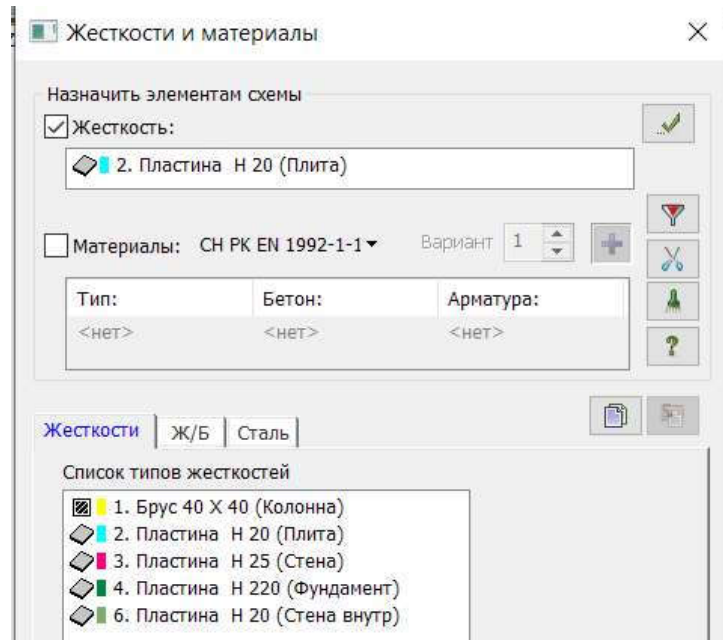 Жесткости и материалы
Назначить элементам схемы
Жесткость:
2. Пластина H 20 (Плита)
Материалы: СН РК EN 1992-1-1 Вариант 1
Тип: Бетон: Арматура:
<нет> <нет> <нет>
?
Жесткости Ж/Б Сталь
Список типов жесткостей
1. Брус 40 X 40 (Колонна)
2. Пластина H 20 (Плита)
3. Пластина H 25 (Стена)
4. Пластина H 220 (Фундамент)
6. Пластина H 20 (Стена внутр)